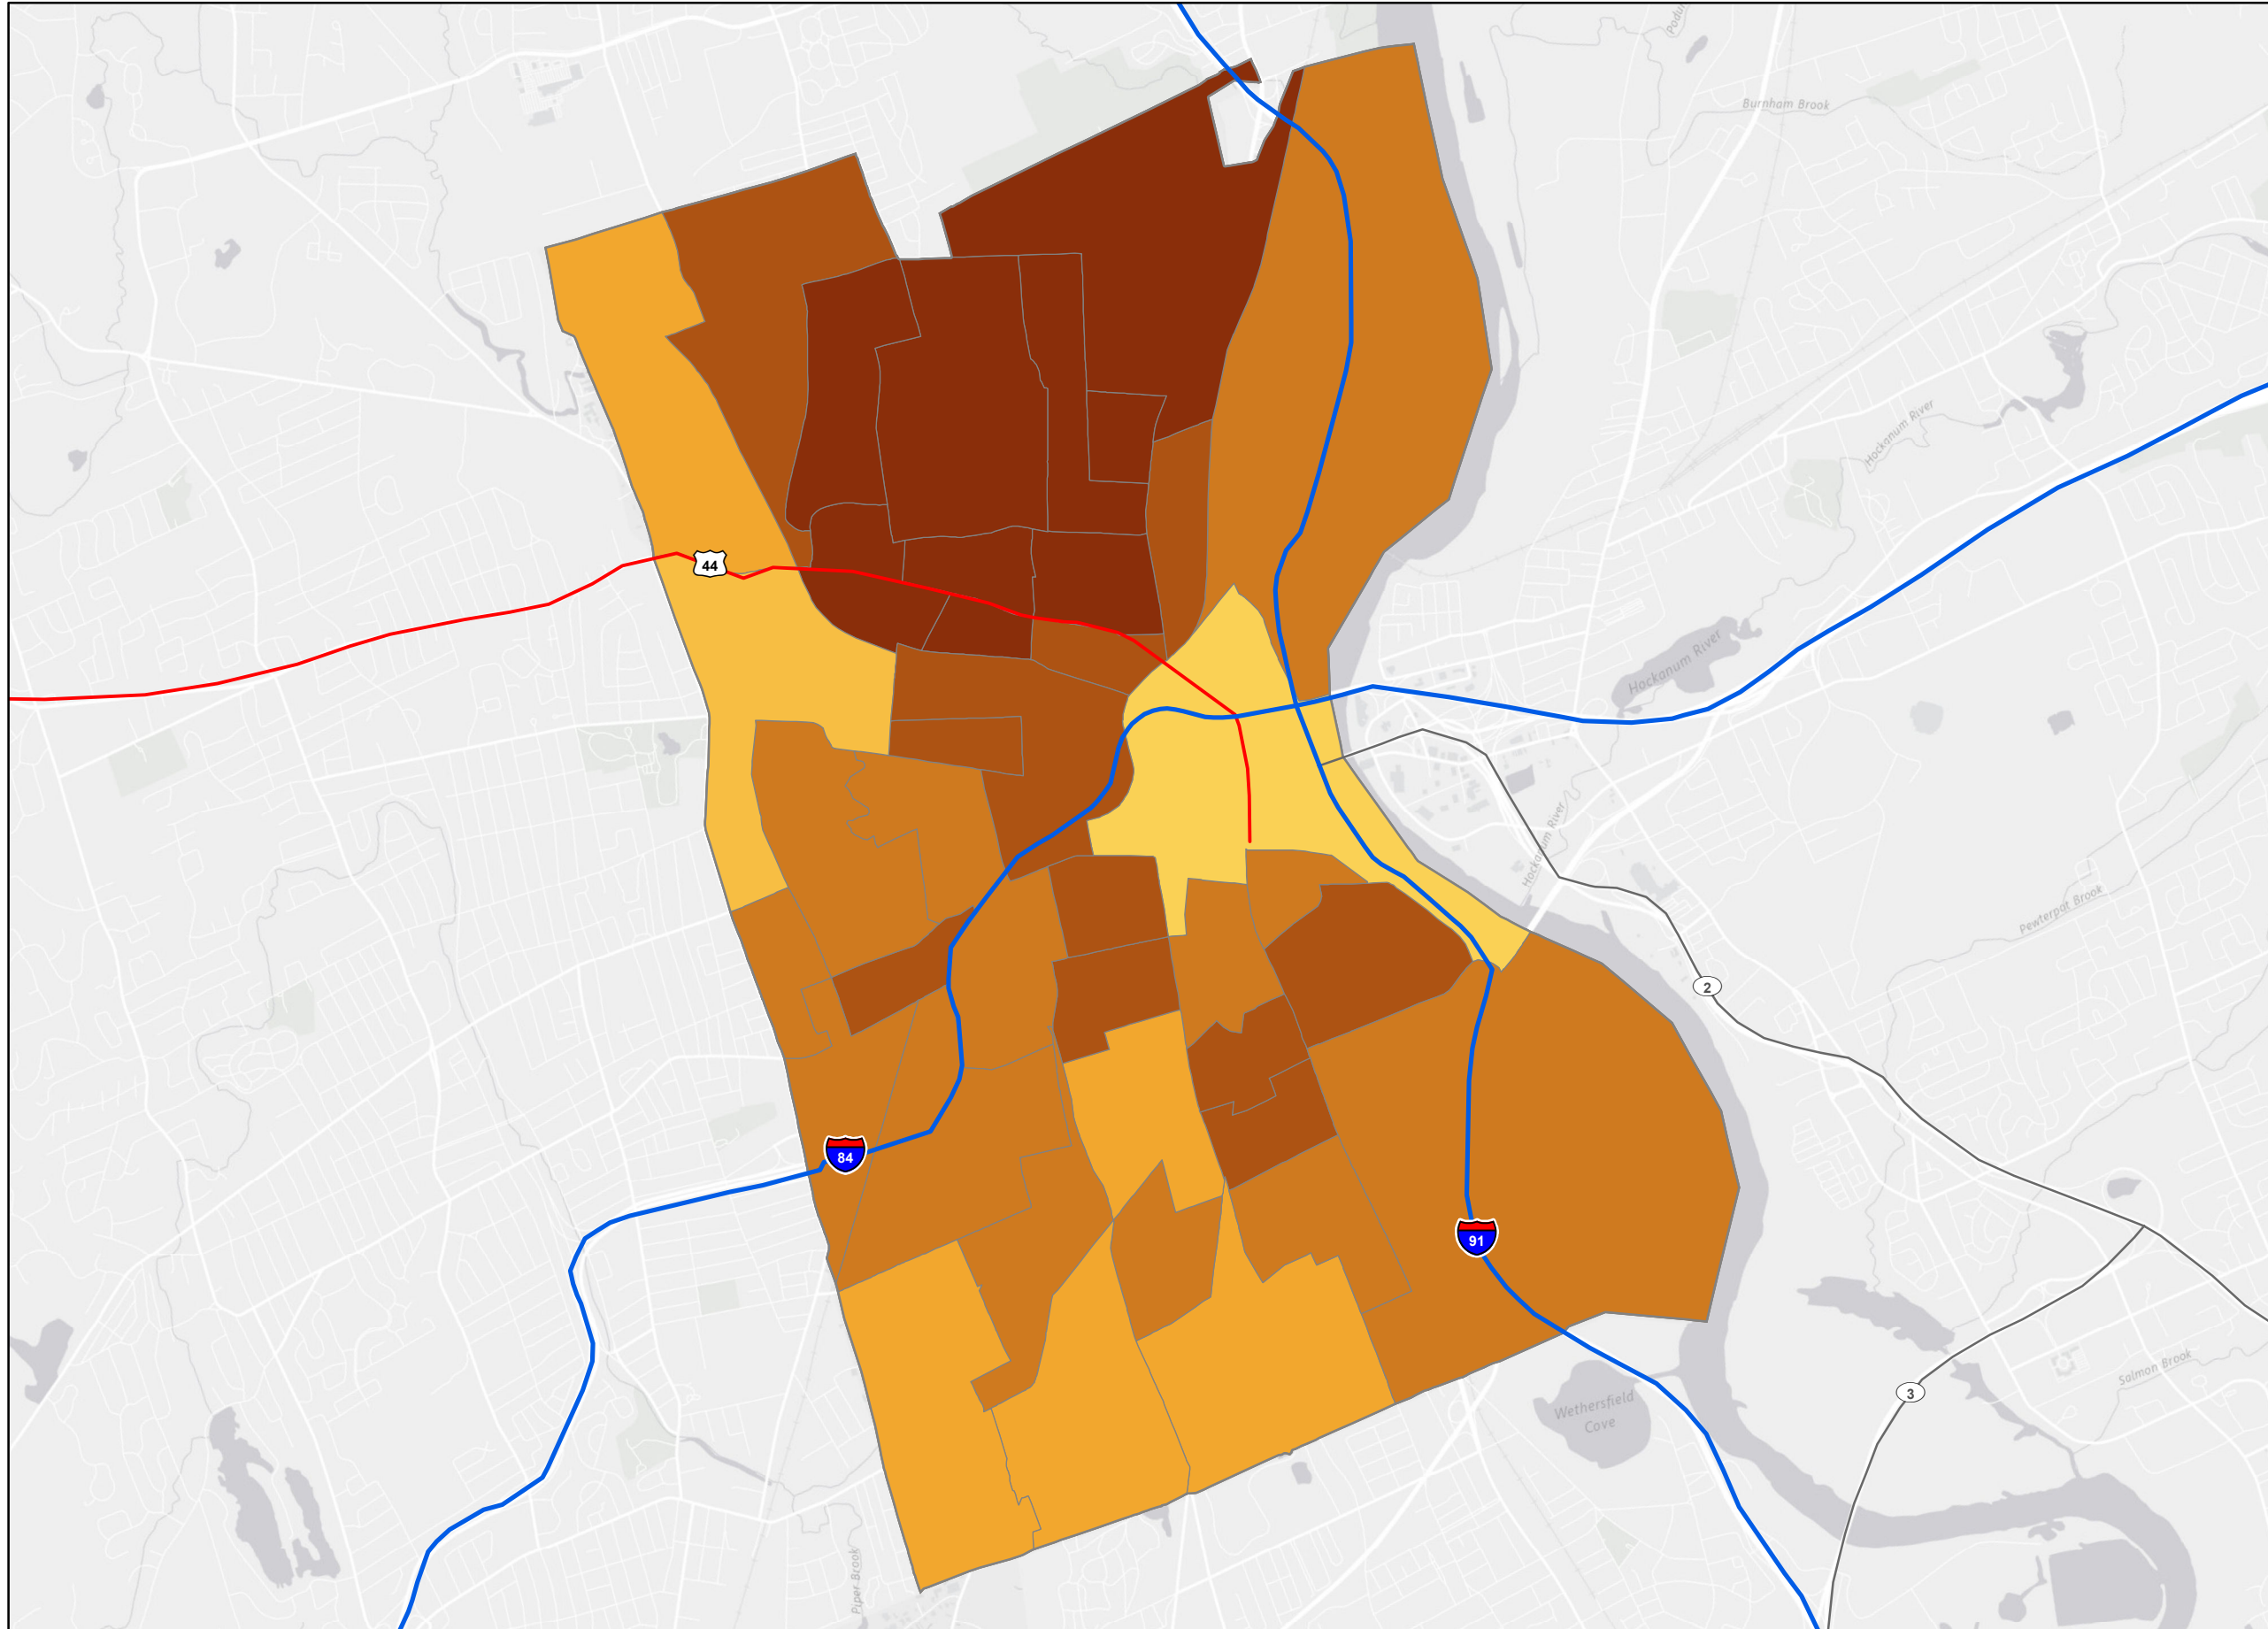 Podun
Burnham Brook
Hockanum River
44
Hockanum River
Hockanum River
Pewterpot Brook
2
84
91
Salmon Brook
3
Wethersfield
Cove
Piper Brook